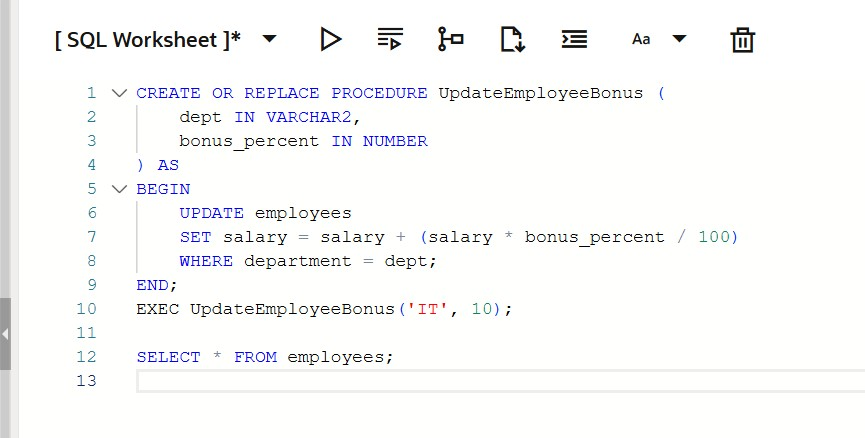 [ SQL Worksheet ]* Aa
1 CREATE OR REPLACE PROCEDURE UpdateEmployeeBonus (
2     dept IN VARCHAR2,
3     bonus_percent IN NUMBER
4 ) AS
5 BEGIN
6     UPDATE employees
7     SET salary = salary + (salary * bonus_percent / 100)
8     WHERE department = dept;
9 END;
10 EXEC UpdateEmployeeBonus('IT', 10);
11
12 SELECT * FROM employees;
13